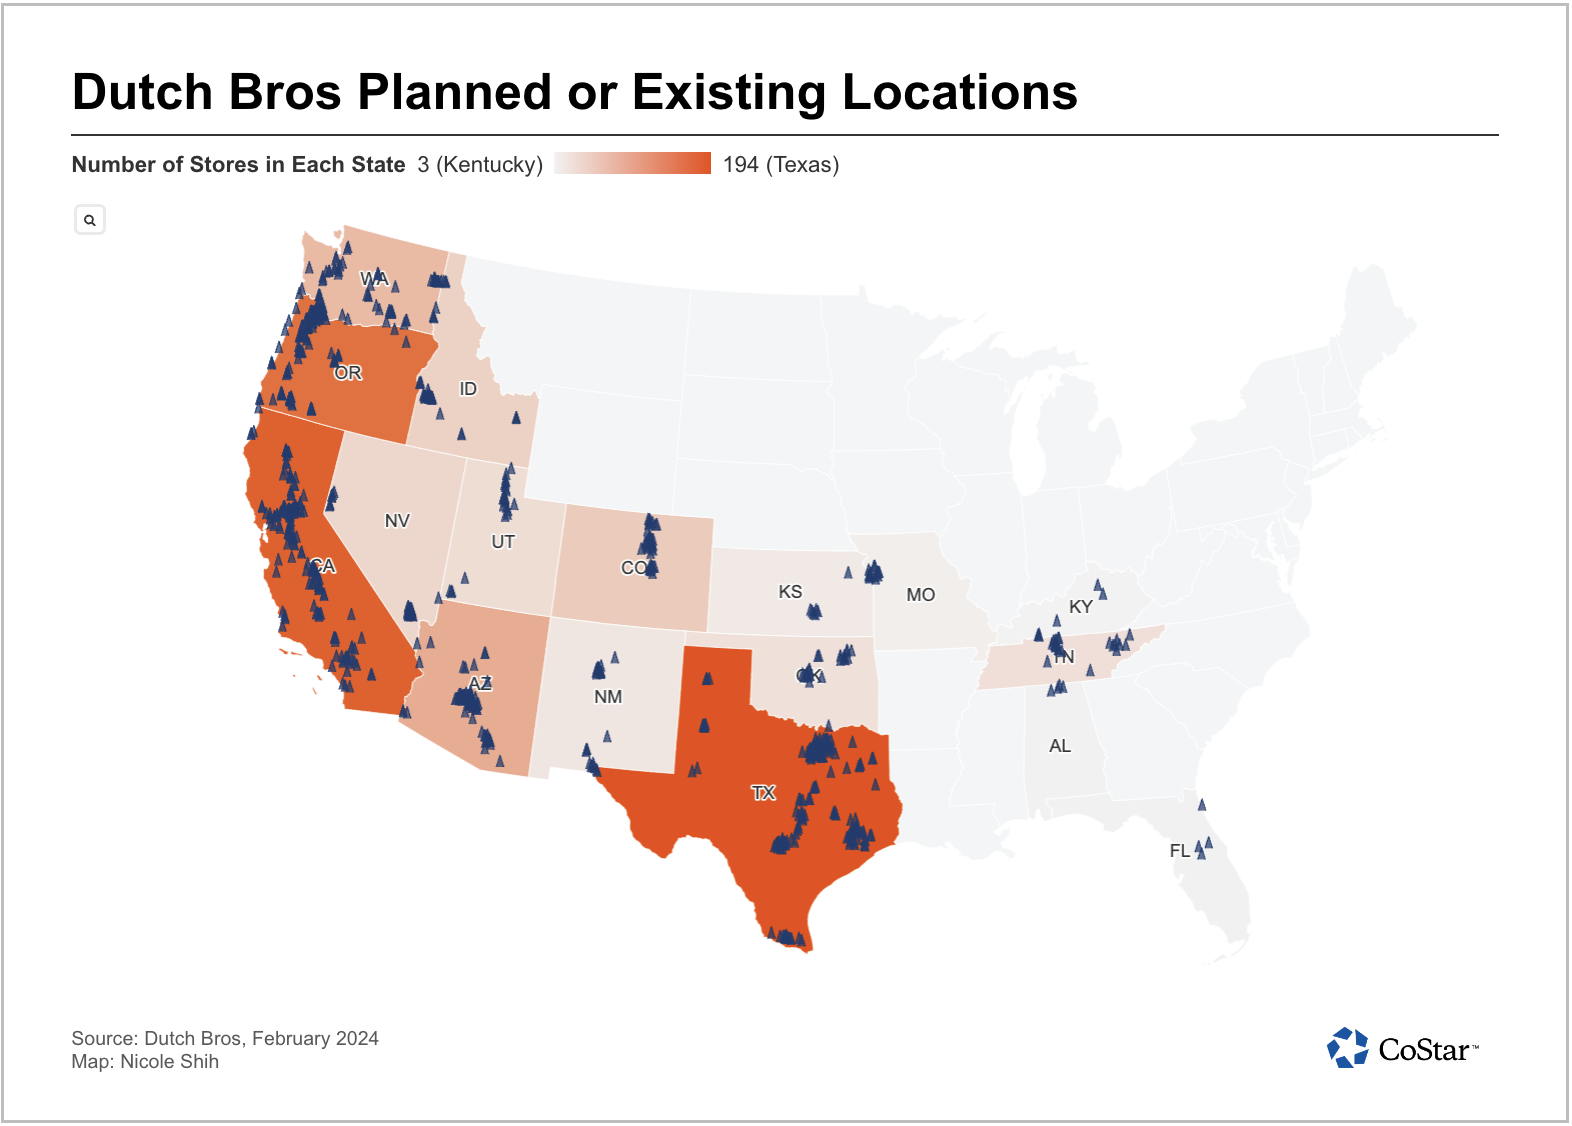 Dutch Bros Planned or Existing Locations
Number of Stores in Each State 3 (Kentucky) 194 (Texas)
WA
OR
ID
NV
UT
CA
CO
KS
MO
KY
TN
AZ
NM
OK
TX
AL
FL
Source: Dutch Bros, February 2024
Map: Nicole Shih
CoStar™